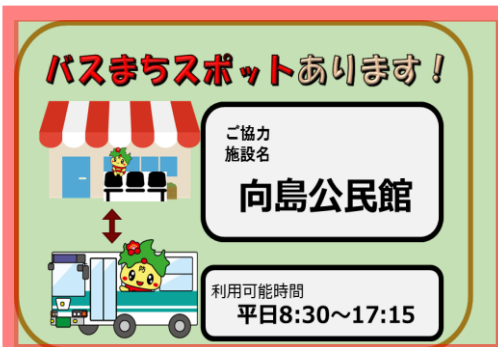 バスまちスポットあります!
ご協力
施設名
向島公民館
利用可能時間
平日8:30～17:15